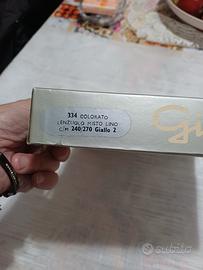 334 COLORATO
LENZUOLO MISTO LINO
c/m 240/270 Giallo 2
subito